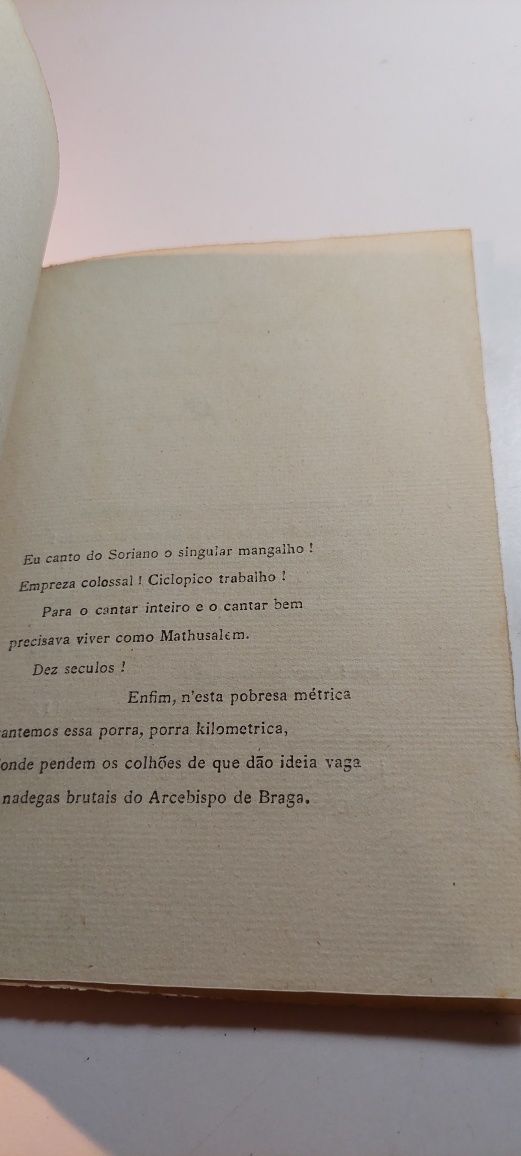 Eu canto do Soriano o singular mangalho !
Empreza colossal ! Ciclopico trabalho !
Para o cantar inteiro e o cantar bem
precisava viver como Mathusalem.
Dez seculos !
Enfim, n'esta pobresa métrica
antemos essa porra, porra kilometrica,
onde pendem os colhões de que dão ideia vaga
nadegas brutais do Arcebispo de Braga.